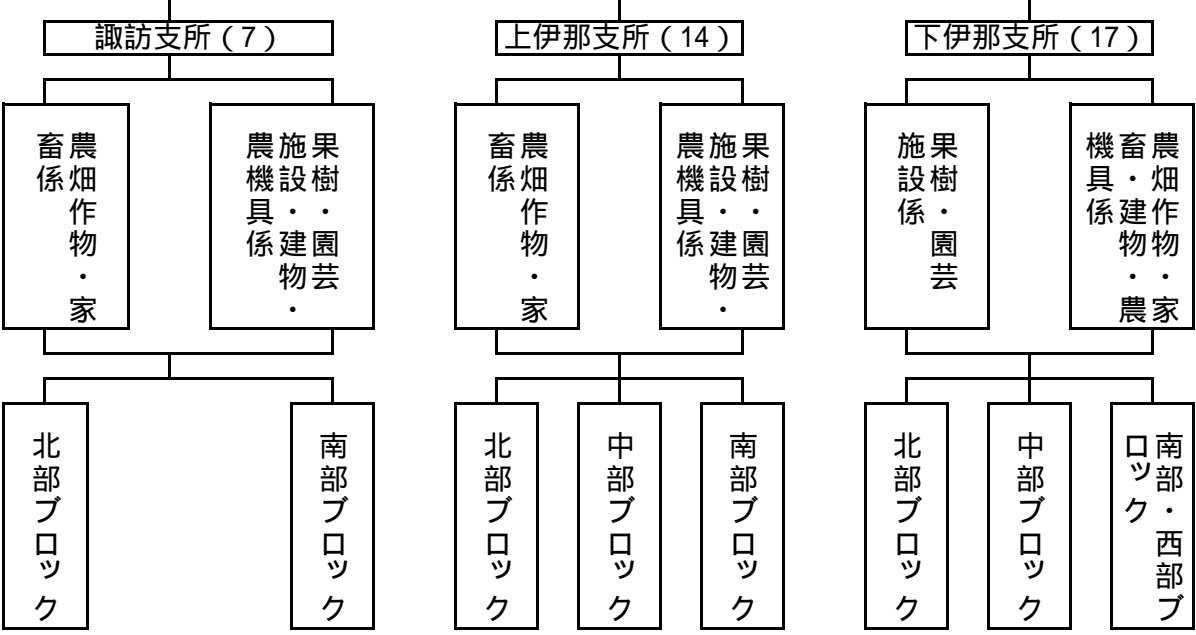 諏訪支所（7）
上伊那支所（14）
下伊那支所（17）
農畑作物・家
畜係
果樹・園芸
施設・建物・
農機具係
農畑作物・家
畜係
果樹・園芸
施設・建物・
農機具係
果樹・園芸
施設係
農畑作物・家
畜・建物・農
機具係
北部ブロック
南部ブロック
北部ブロック
中部ブロック
南部ブロック
北部ブロック
中部ブロック
南部・西部ブ
ロック